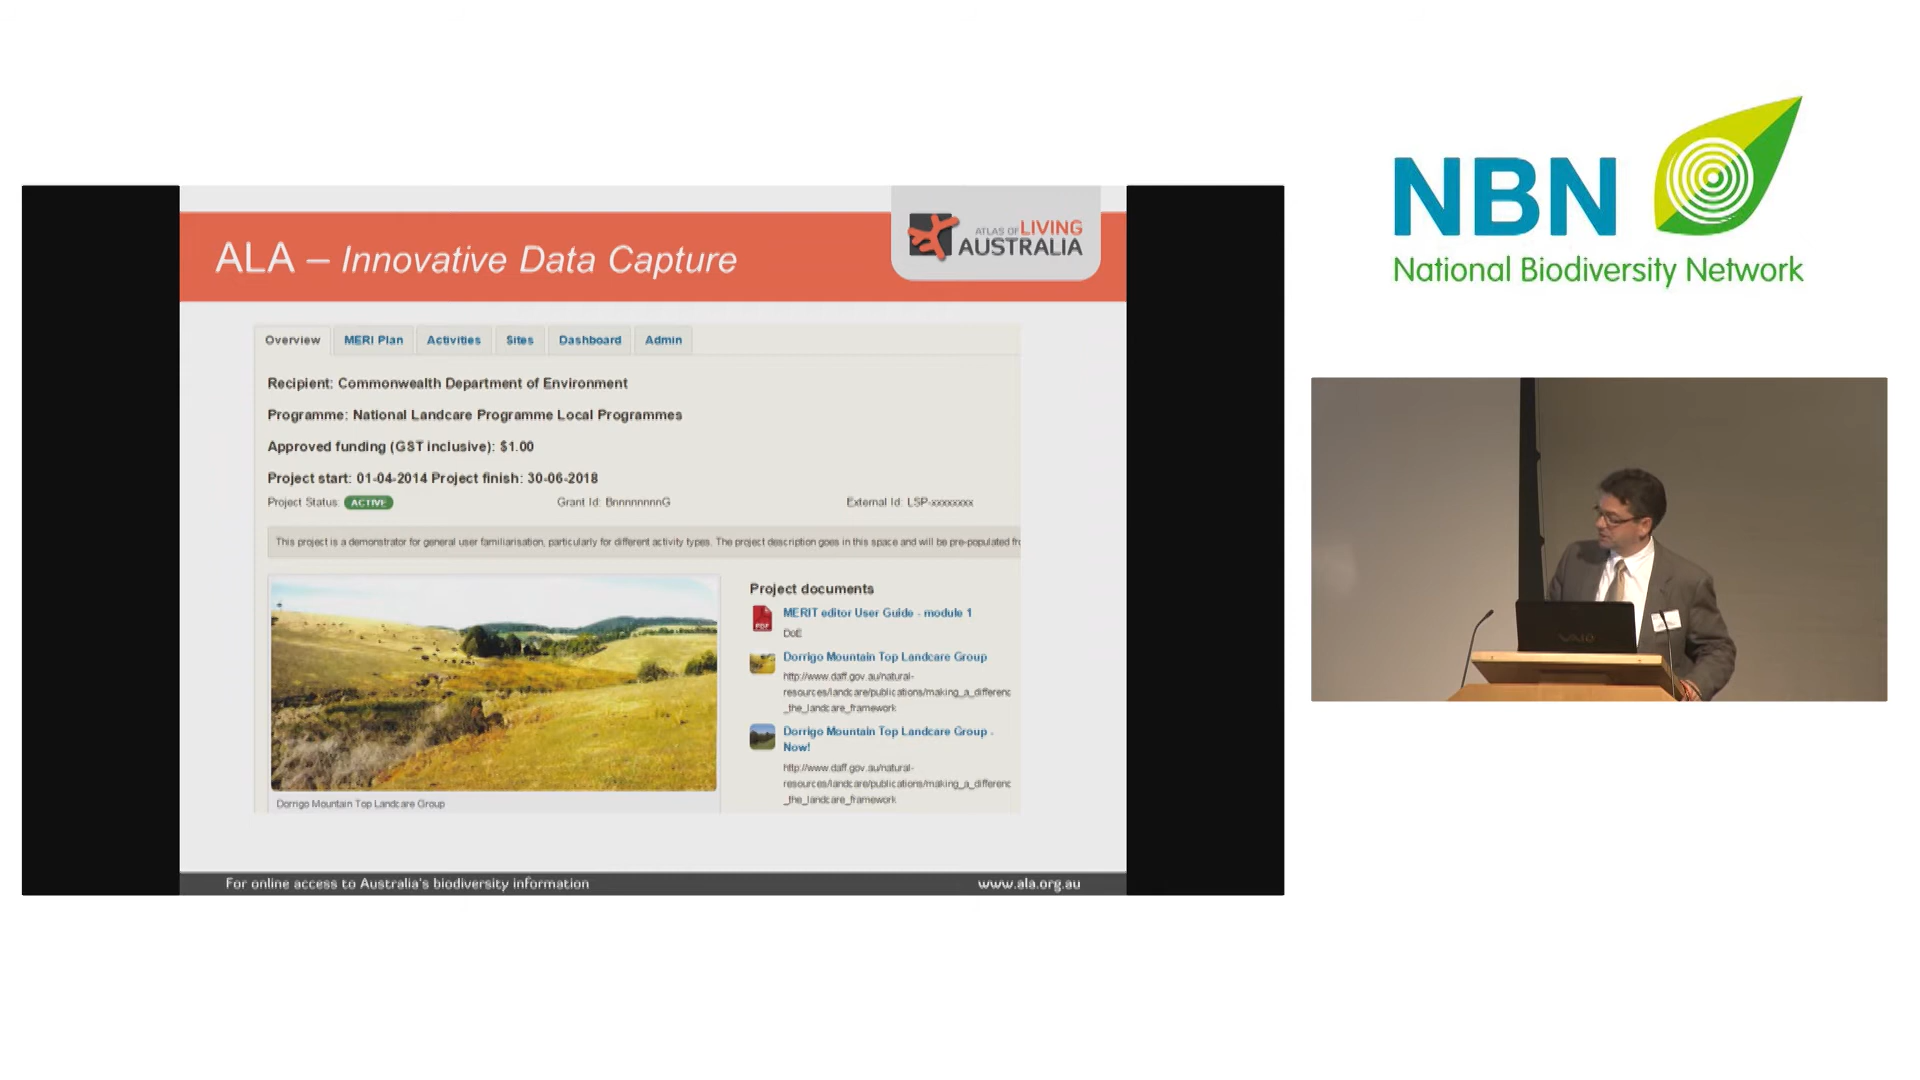 ALA – Innovative Data Capture
ATLAS OF LIVING
AUSTRALIA
Overview
MERI Plan
Activities
Sites
Dashboard
Admin
Recipient: Commonwealth Department of Environment
Programme: National Landcare Programme Local Programmes
Approved funding (GST inclusive): $1.00
Project start: 01-04-2014 Project finish: 30-06-2018
Project Status: ACTIVE
Grant Id: BnnnnnnnnG
External Id: LSP-xxxxxxxx
This project is a demonstrator for general user familiarisation, particularly for different activity types. The project description goes in this space and will be pre-populated
Dorrigo Mountain Top Landcare Group
Project documents
PDF
MERIT editor User Guide - module 1
DoE
Dorrigo Mountain Top Landcare Group
http://www.daff.gov.au/natural-
resources/landcare/publications/making_a_differenc
_the_landcare_framework
Dorrigo Mountain Top Landcare Group -
Now!
http://www.daff.gov.au/natural-
resources/landcare/publications/making_a_differenc
_the_landcare_framework
For online access to Australia's biodiversity information
www.ala.org.au
NBN
National Biodiversity Network
VAIO